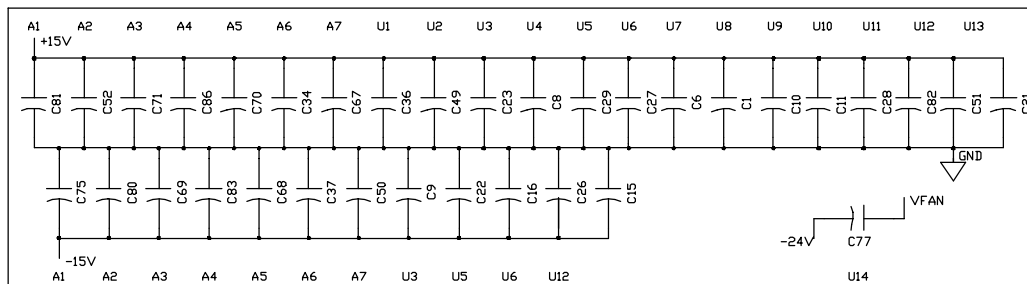 A1 A2 A3 A4 A5 A6 A7 U1 U2 U3 U4 U5 U6 U7 U8 U9 U10 U11 U12 U13
+15V
C81 C52 C71 C86 C70 C34 C67 C36 C49 C23 C8 C29 C27 C6 C1 C10 C11 C28 C82 C51
GND
C75 C80 C69 C83 C68 C37 C50 C9 C22 C16 C26 C15
VFAN
-24V C77
-15V
A1 A2 A3 A4 A5 A6 A7 U3 U5 U6 U12 U14